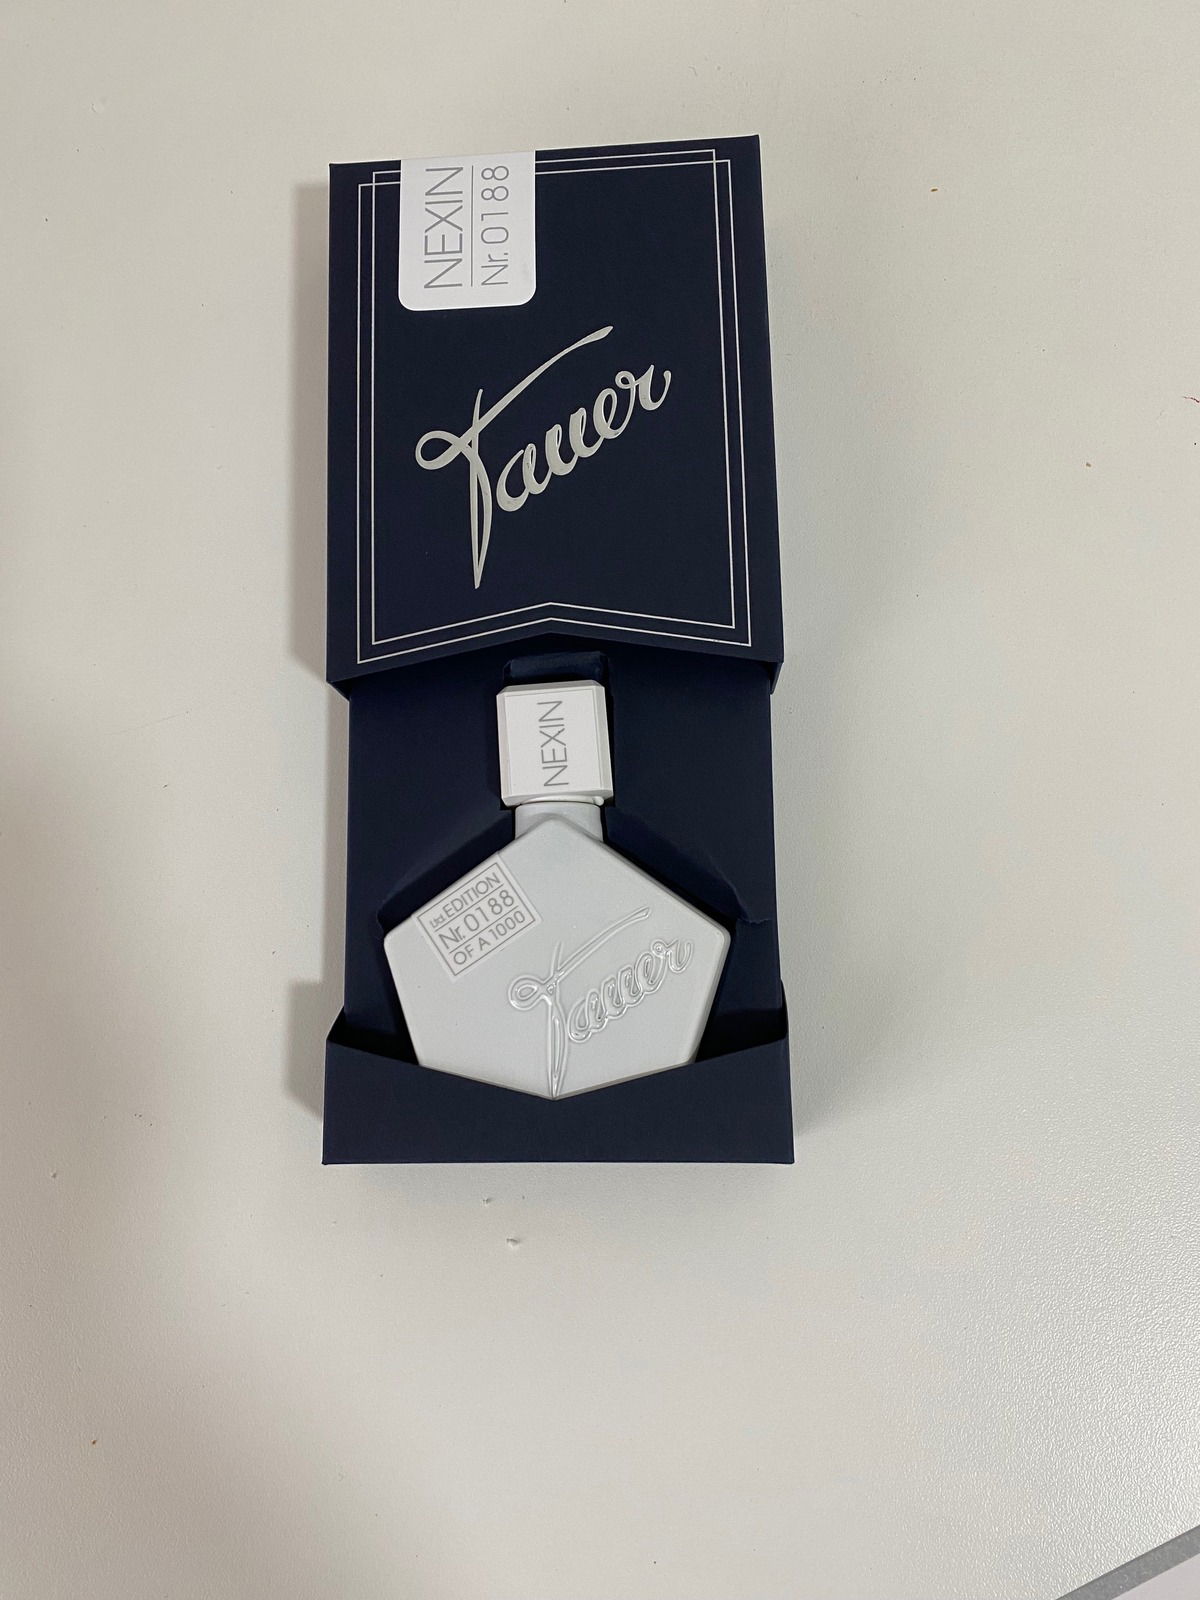 NEXIN
Nr. 0188
Tauer
NEXIN
Ltd. EDITION
Nr. 0188
OF A 1000
Tauer